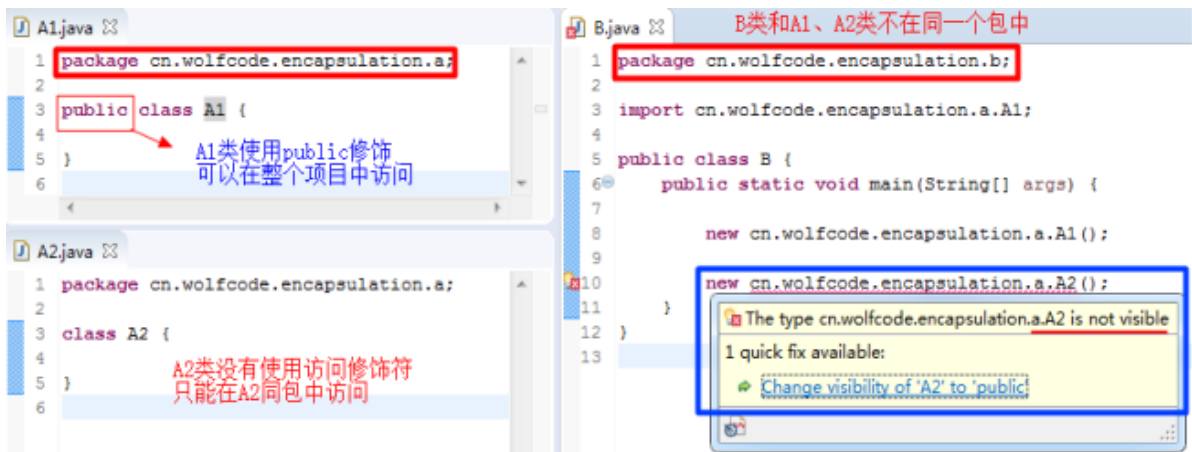 A1.java
1 package cn.wolfcode.encapsulation.a;
2
3 public class A1 {
4
A1类使用public修饰
5 }
可以在整个项目中访问
6
A2.java
1 package cn.wolfcode.encapsulation.a;
2
3 class A2 {
4
A2类没有使用访问修饰符
5 }
只能在A2同包中访问
6
B.java
B类和A1、A2类不在同一个包中
1 package cn.wolfcode.encapsulation.b;
2
3 import cn.wolfcode.encapsulation.a.A1;
4
5 public class B {
6 public static void main(String[] args) {
7
8 new cn.wolfcode.encapsulation.a.A1();
9
10 new cn.wolfcode.encapsulation.a.A2();
11 }
12 }
13
The type cn.wolfcode.encapsulation.a.A2 is not visible
1 quick fix available:
Change visibility of 'A2' to 'public'